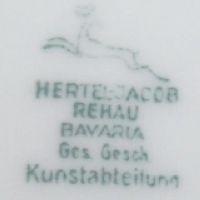 HERTEL-JACOB
REHAU
BAVARIA
Ges. Gesch.
Kunstabteilung